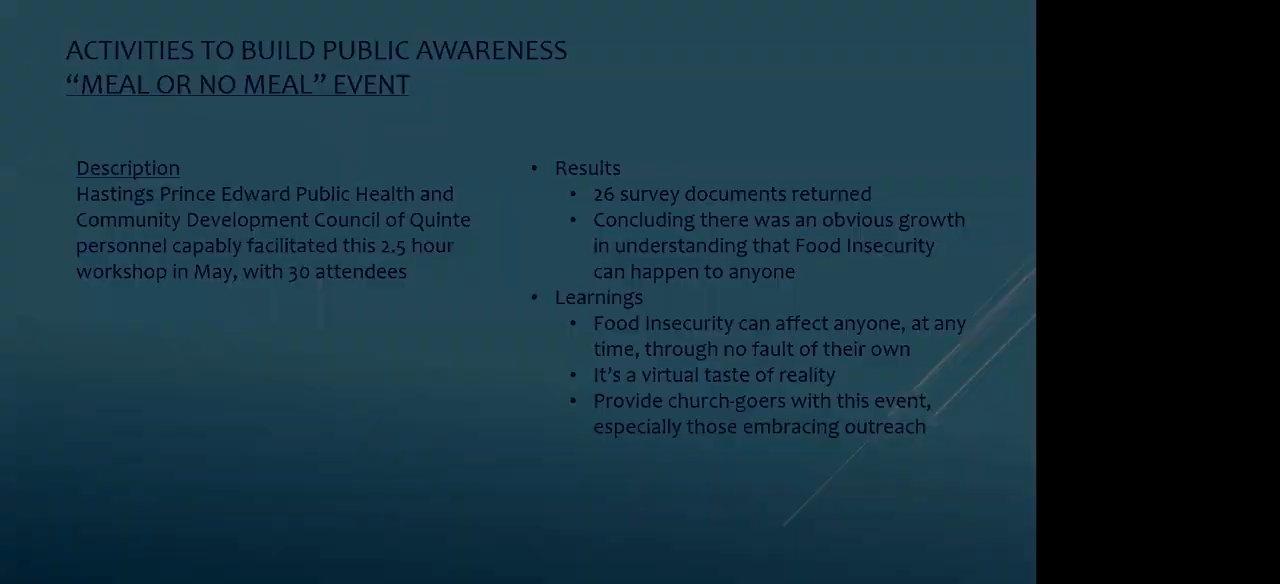 ACTIVITIES TO BUILD PUBLIC AWARENESS
“MEAL OR NO MEAL” EVENT
Description
Hastings Prince Edward Public Health and
Community Development Council of Quinte
personnel capably facilitated this 2.5 hour
workshop in May, with 30 attendees
• Results
• 26 survey documents returned
• Concluding there was an obvious growth
in understanding that Food Insecurity
can happen to anyone
• Learnings
• Food Insecurity can affect anyone, at any
time, through no fault of their own
• It’s a virtual taste of reality
• Provide church-goers with this event,
especially those embracing outreach